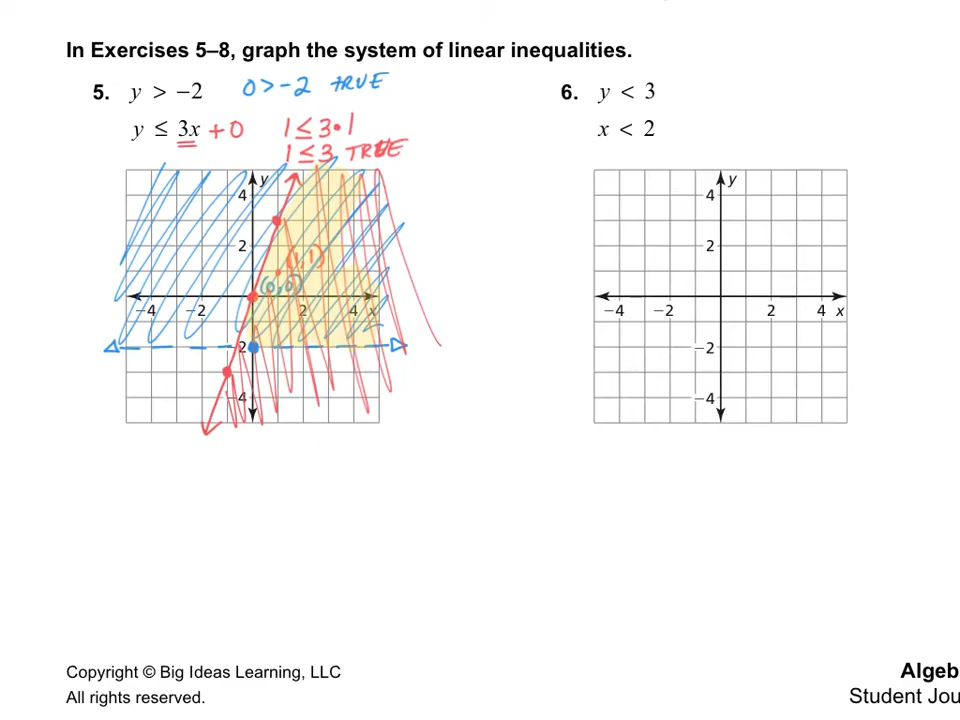 In Exercises 5–8, graph the system of linear inequalities.
5. y > −2 0 > −2 TRUE
y ≤ 3x + 0 1 ≤ 3•1
1 ≤ 3 TRUE
y
4
2
(1,1)
(0,0)
−4 −2 2 4 x
−2
−4
6. y < 3
x < 2
y
4
2
−4 −2 2 4 x
−2
−4
Copyright © Big Ideas Learning, LLC
All rights reserved.
Algeb
Student Jou